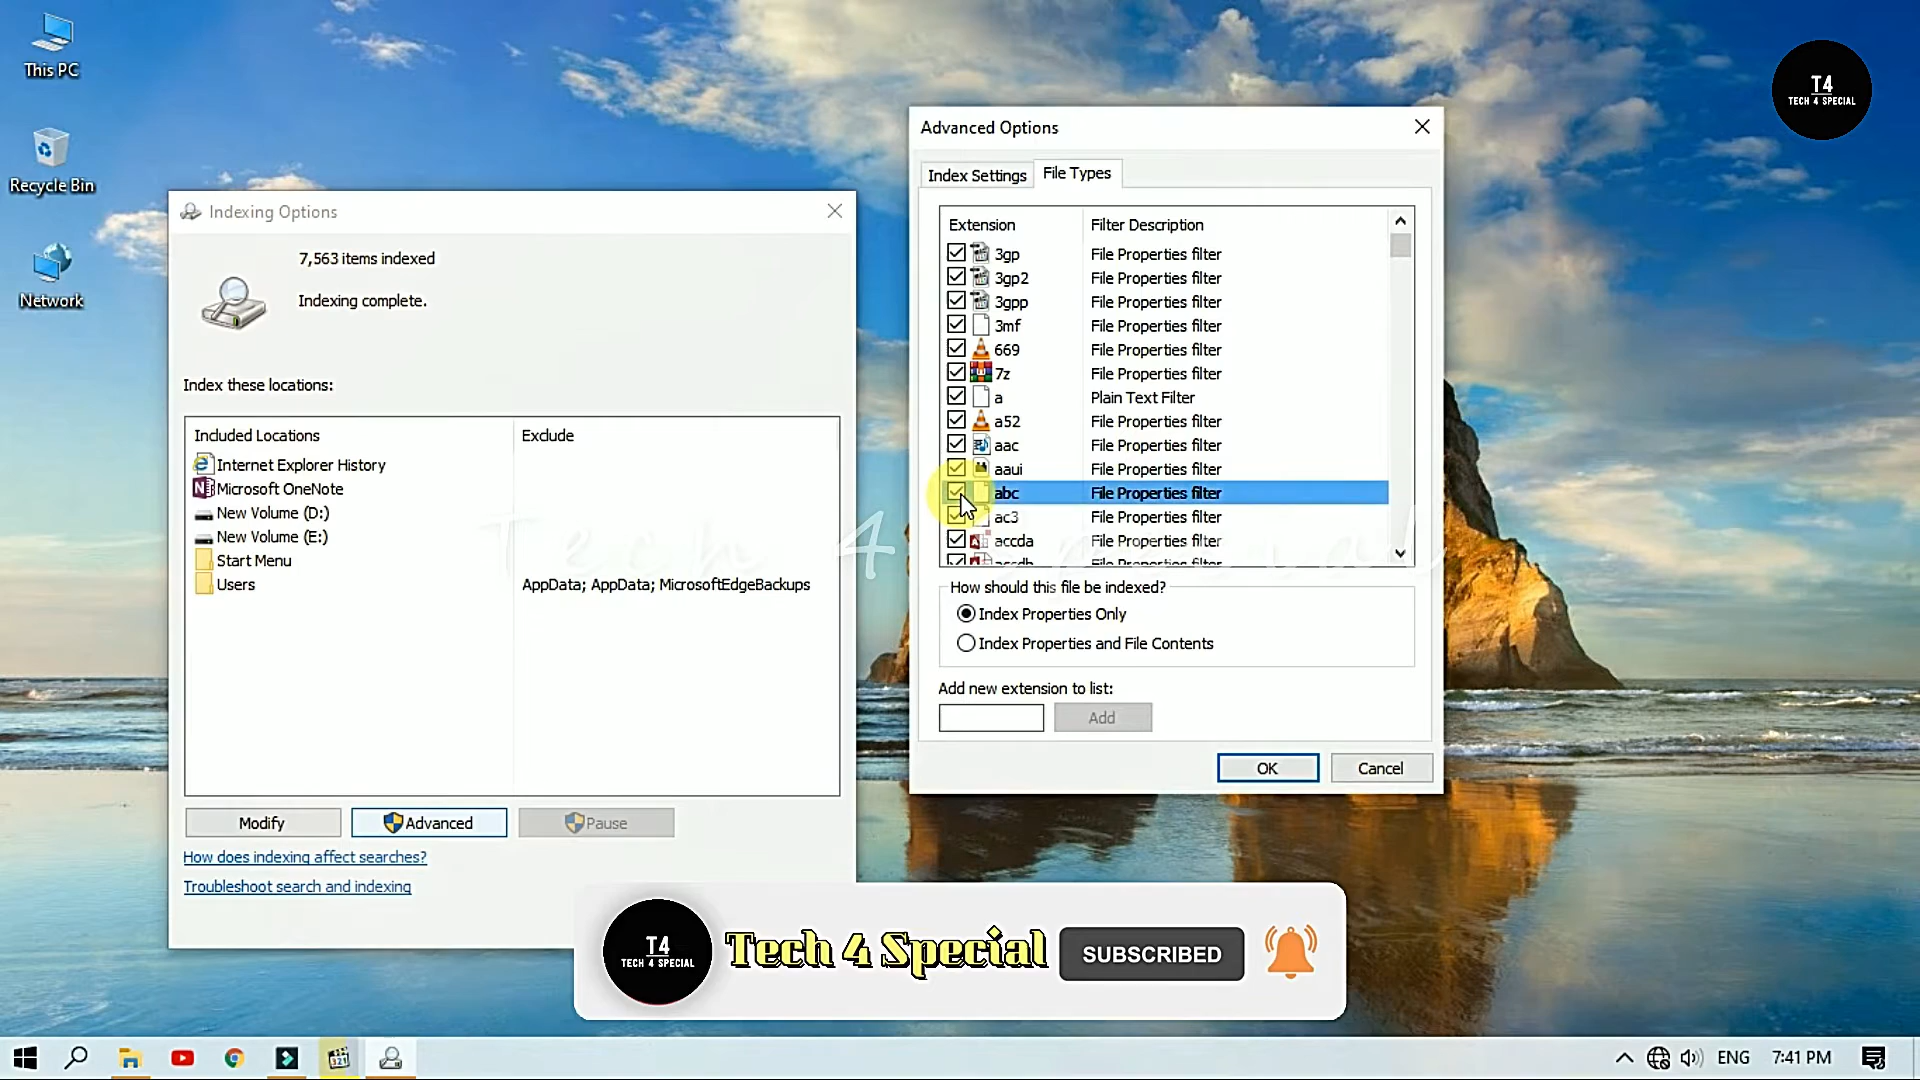 This PC
Recycle Bin
Network
T4
TECH 4 SPECIAL
Indexing Options
7,563 items indexed
Indexing complete.
Index these locations:
Included Locations
Exclude
Internet Explorer History
Microsoft OneNote
New Volume (D:)
New Volume (E:)
Start Menu
Users
AppData; AppData; MicrosoftEdgeBackups
Modify
Advanced
Pause
How does indexing affect searches?
Troubleshoot search and indexing
Advanced Options
Index Settings
File Types
Extension Filter Description
3gp File Properties filter
3gp2 File Properties filter
3gpp File Properties filter
3mf File Properties filter
669 File Properties filter
7z File Properties filter
a Plain Text Filter
a52 File Properties filter
aac File Properties filter
aaui File Properties filter
abc File Properties filter
ac3 File Properties filter
accda File Properties filter
accdb File Properties filter
Tech 4 Special
How should this file be indexed?
Index Properties Only
Index Properties and File Contents
Add new extension to list:
Add
OK
Cancel
T4
TECH 4 SPECIAL
Tech 4 Special
SUBSCRIBED
321
ENG
7:41 PM